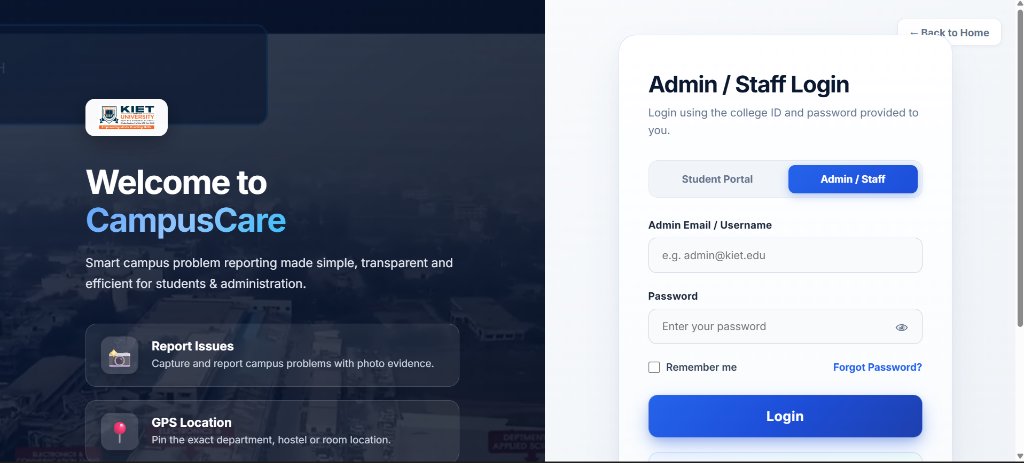 KIET
UNIVERSITY
Welcome to
CampusCare
Smart campus problem reporting made simple, transparent and
efficient for students & administration.
Report Issues
Capture and report campus problems with photo evidence.
GPS Location
Pin the exact department, hostel or room location.
← Back to Home
Admin / Staff Login
Login using the college ID and password provided to
you.
Student Portal
Admin / Staff
Admin Email / Username
e.g. admin@kiet.edu
Password
Enter your password
Remember me
Forgot Password?
Login